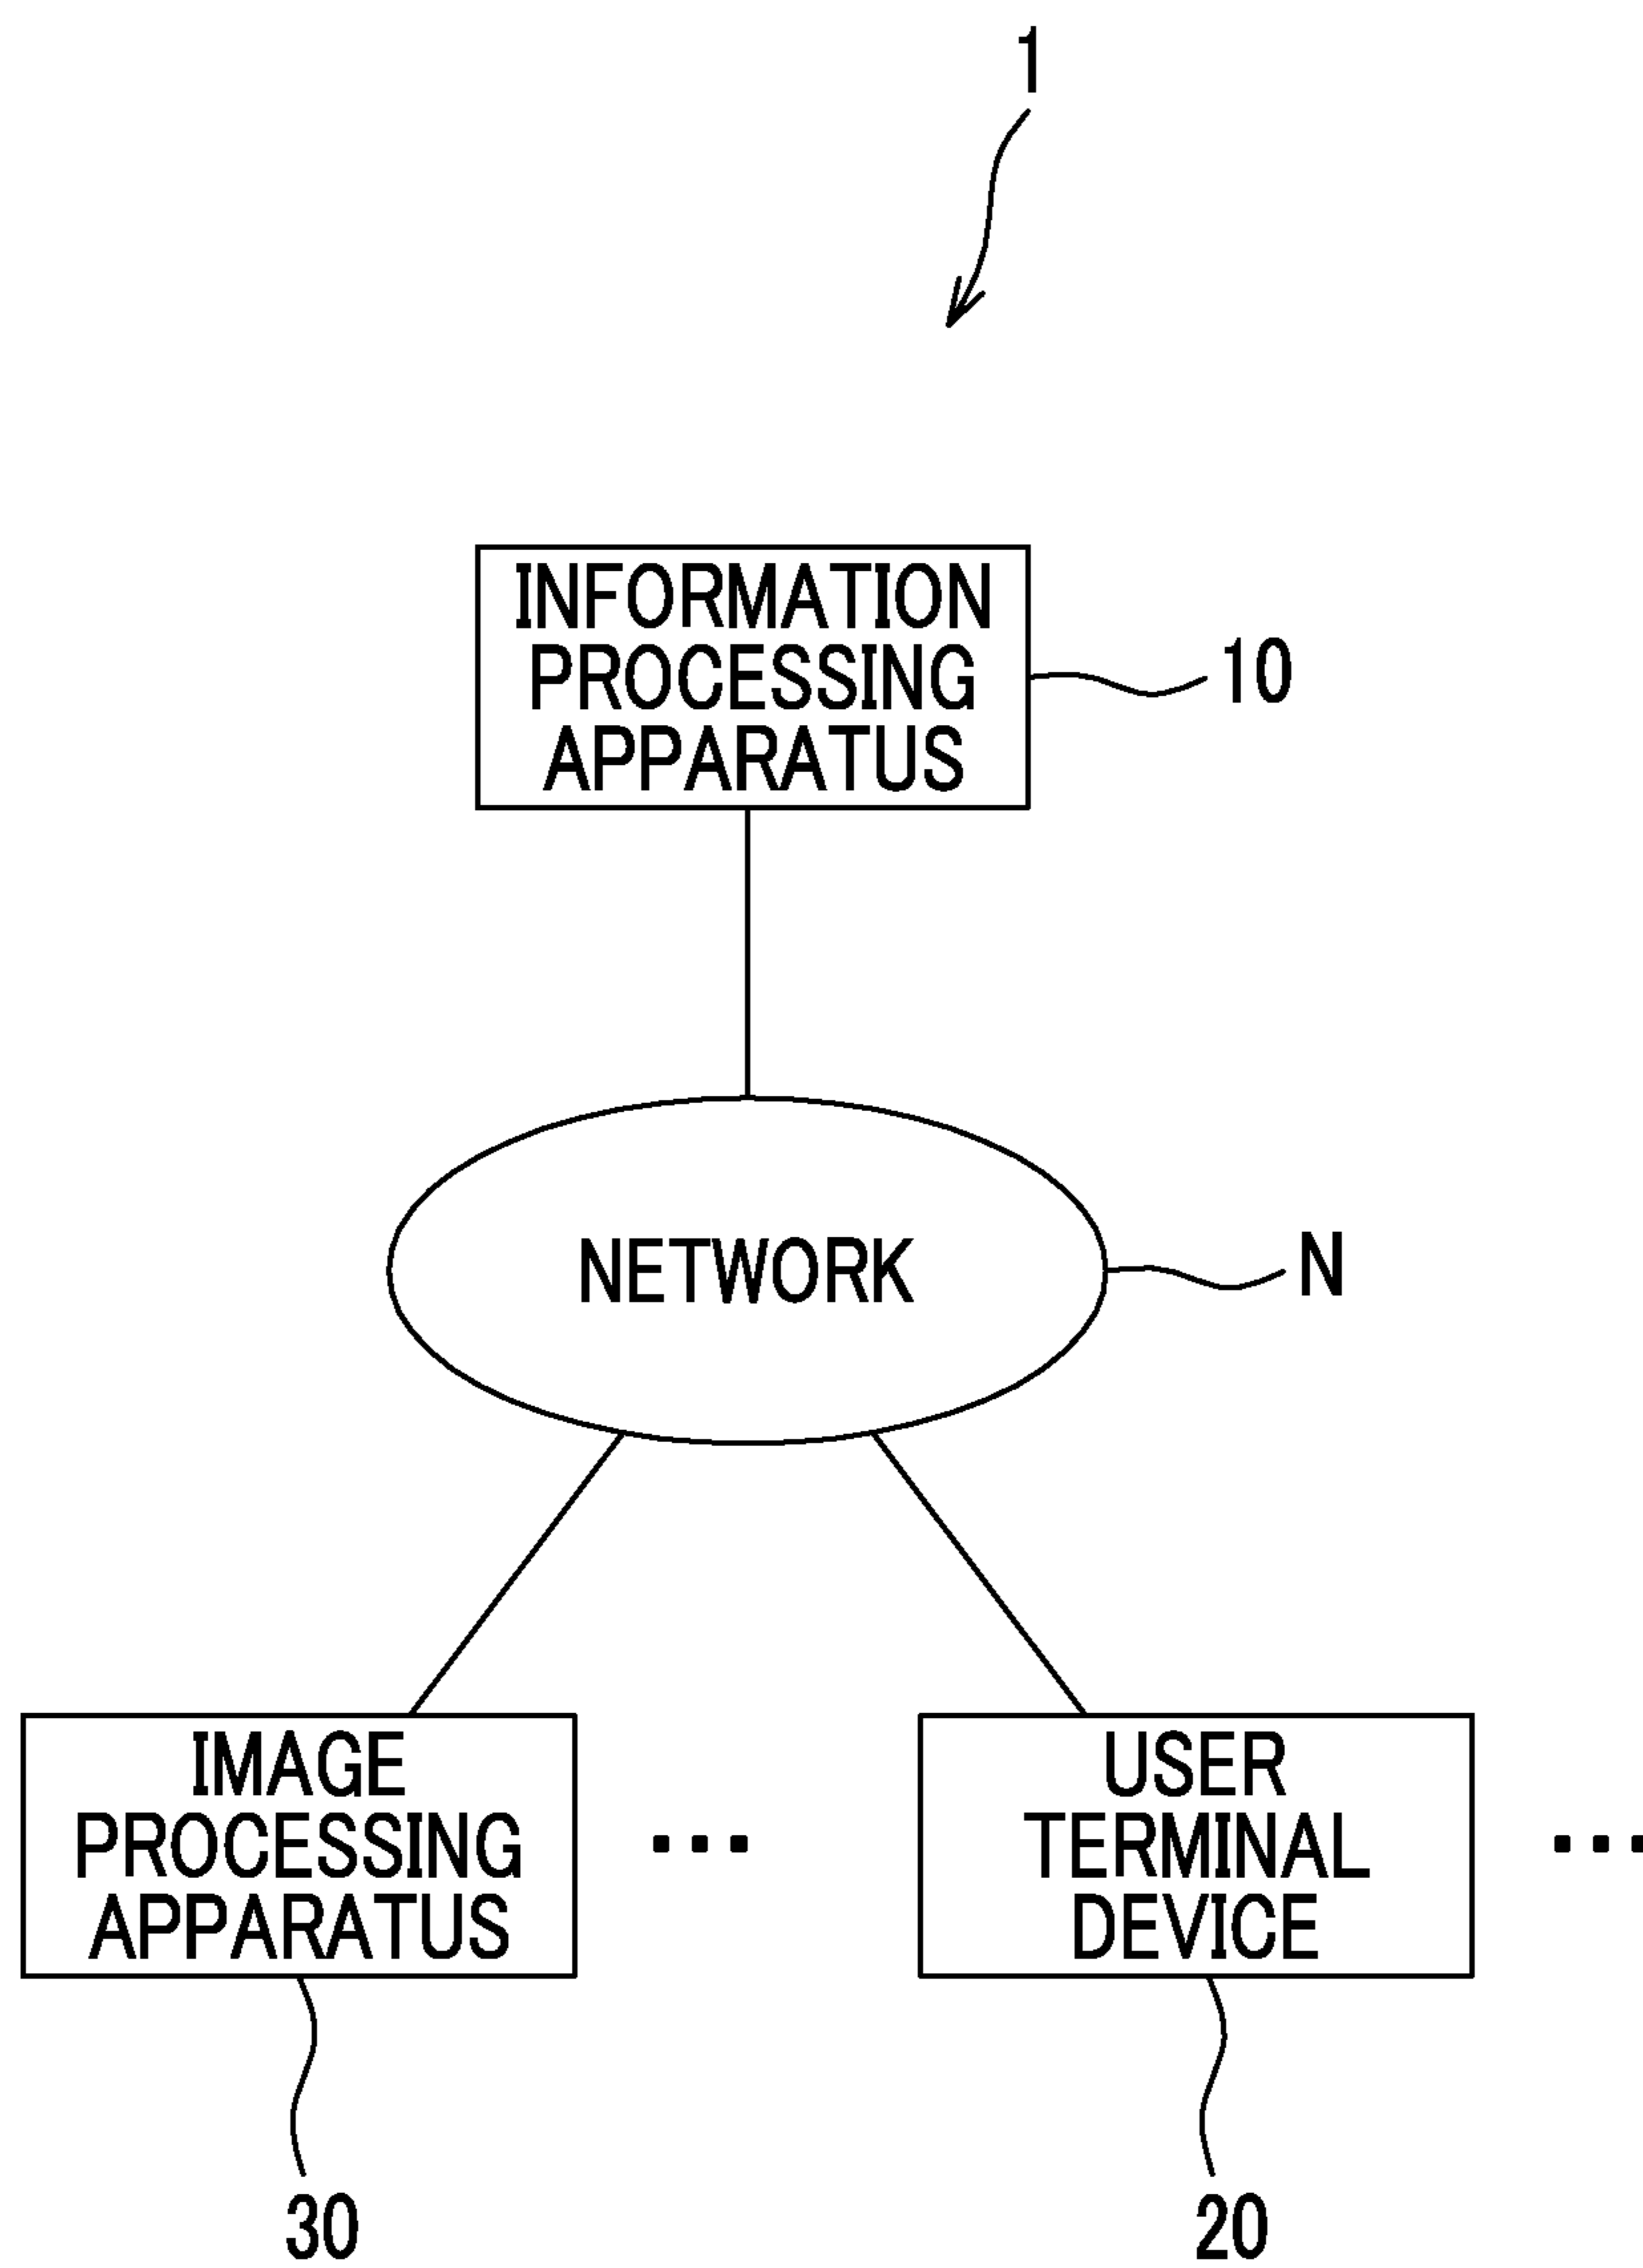 1
INFORMATION
PROCESSING
APPARATUS
10
NETWORK
N
IMAGE
PROCESSING
APPARATUS
...
USER
TERMINAL
DEVICE
...
30
20